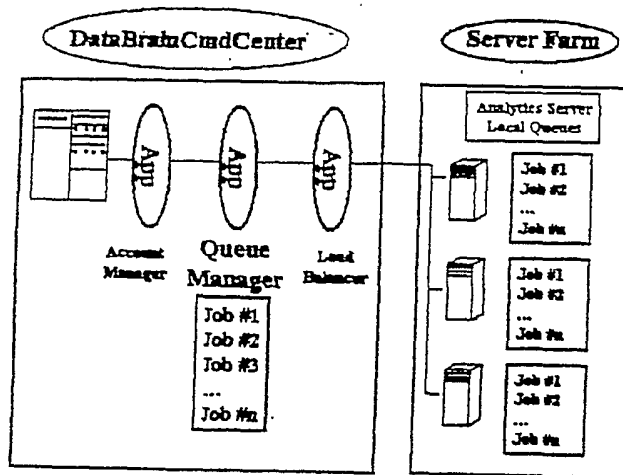 DataBrainCmdCenter
Server Farm
Analytics Server
Local Queues
App
App
App
Account
Manager
Queue
Manager
Load
Balancer
Job #1
Job #2
Job #3
...
Job #n
Job #1
Job #2
...
Job #n
Job #1
Job #2
...
Job #n
Job #1
Job #2
...
Job #n